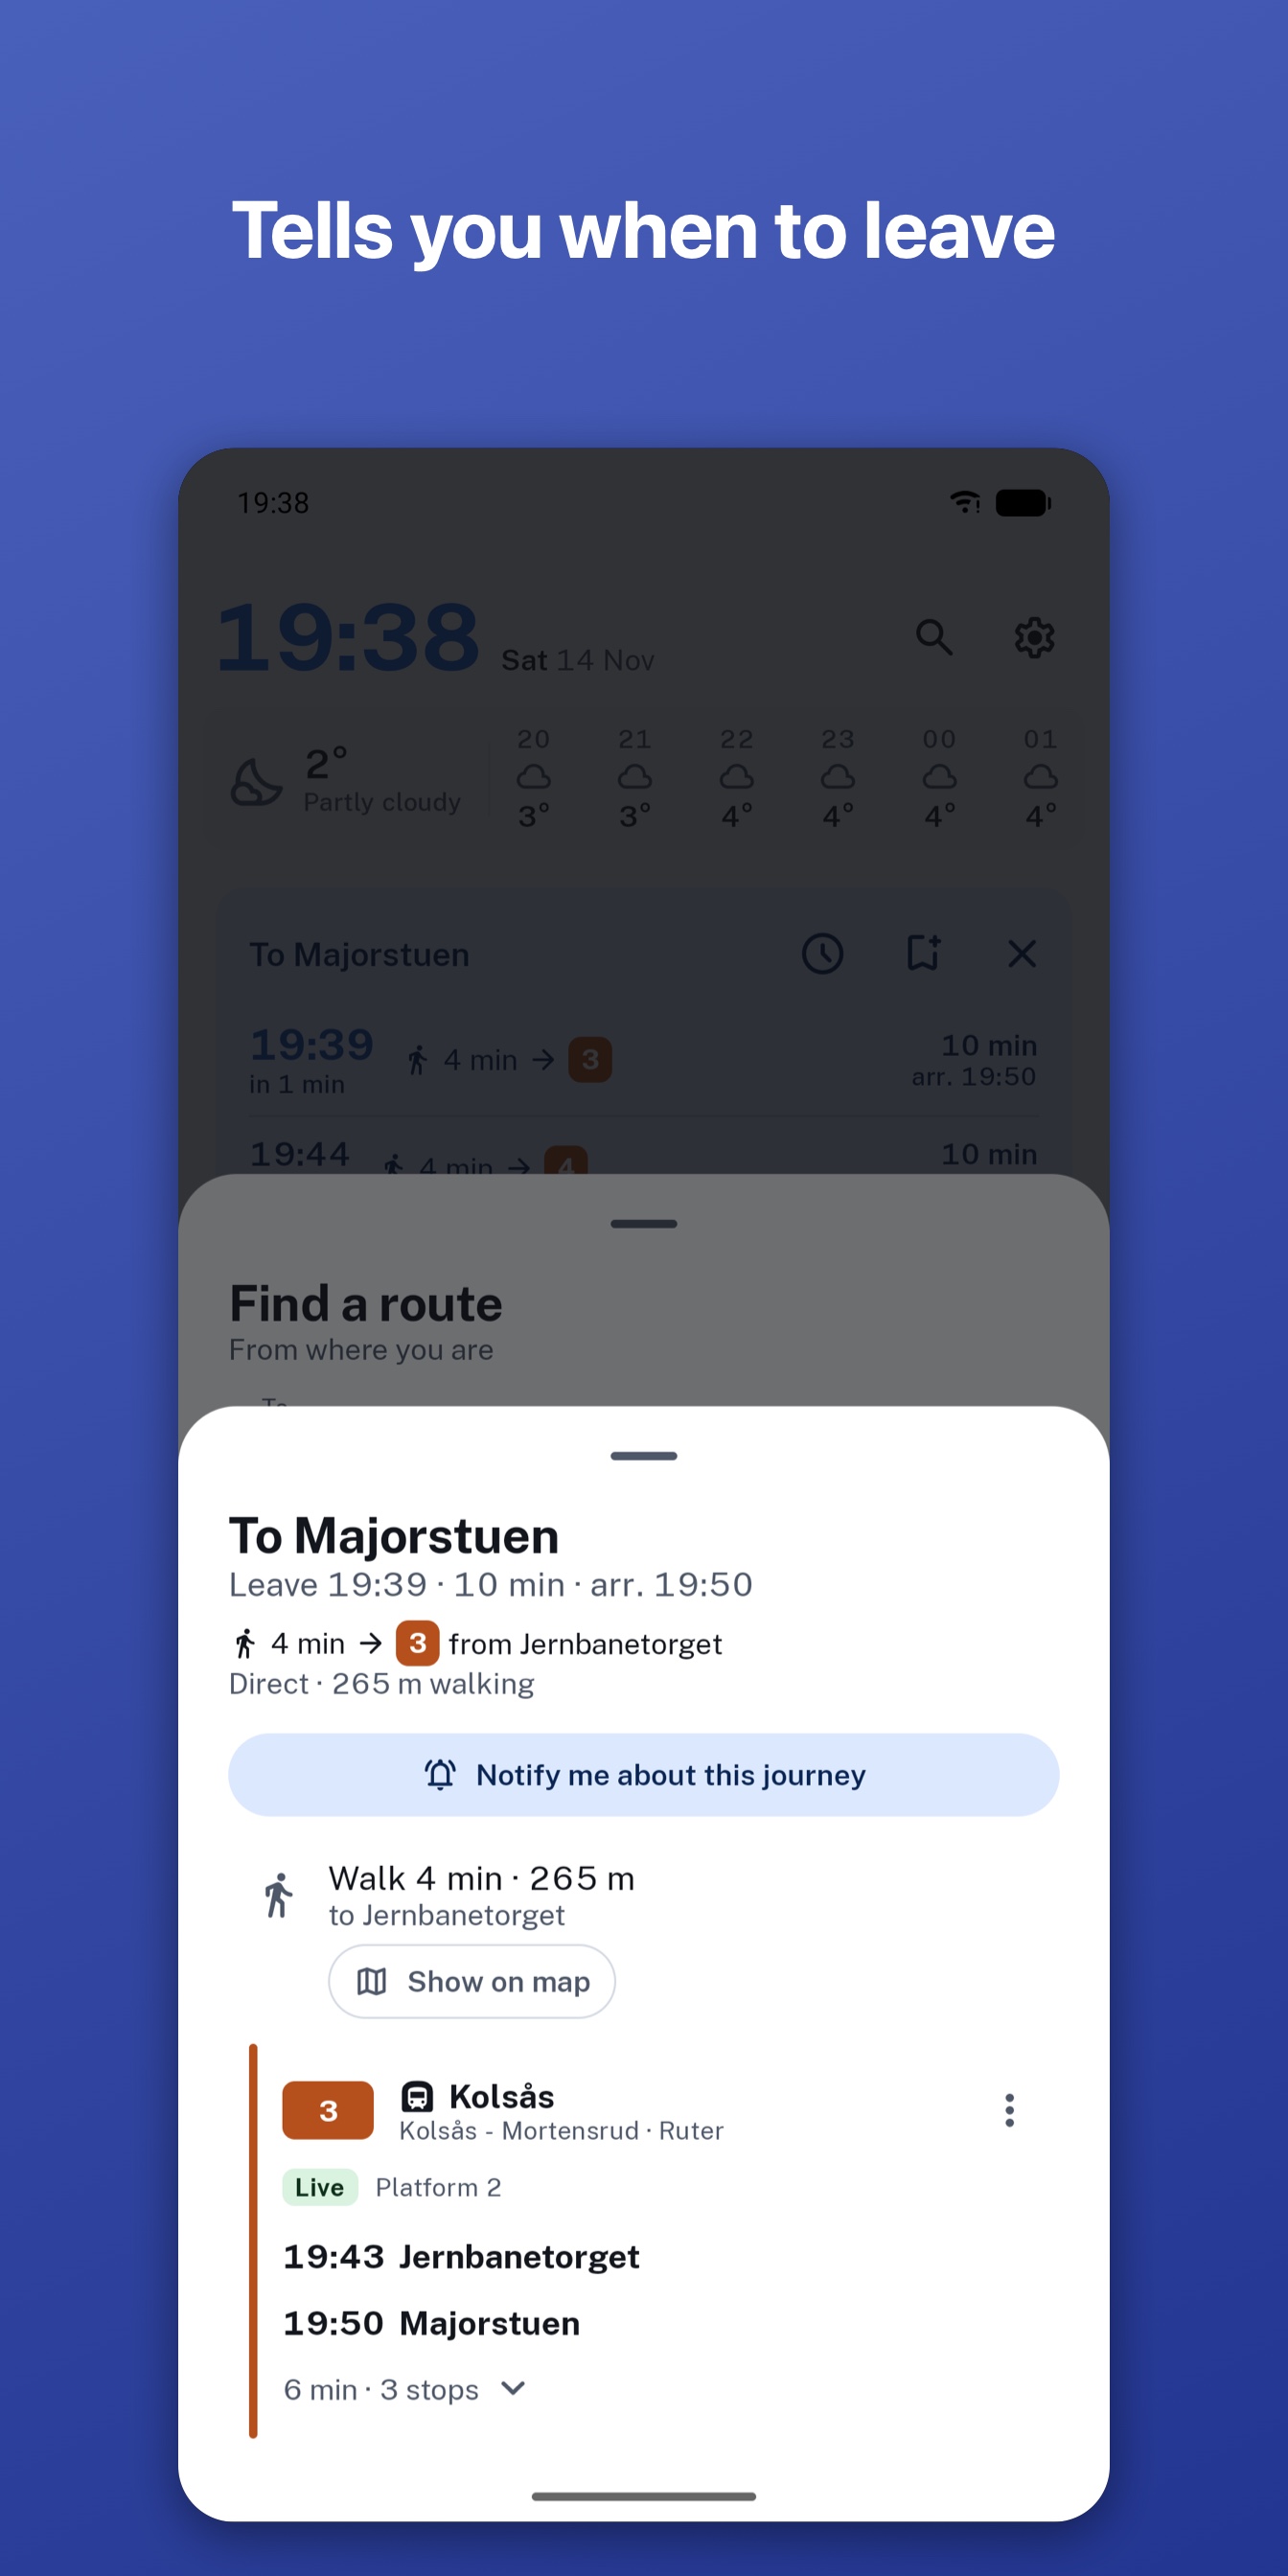 Tells you when to leave
19:38
19:38 Sat 14 Nov
20 21 22 23 00 01
2°
Partly cloudy
3° 3° 4° 4° 4° 4°
To Majorstuen
19:39 4 min → 3 10 min
in 1 min arr. 19:50
19:44 4 min → 4 10 min
Find a route
From where you are
To
To Majorstuen
Leave 19:39 · 10 min · arr. 19:50
4 min → 3 from Jernbanetorget
Direct · 265 m walking
Notify me about this journey
Walk 4 min · 265 m
to Jernbanetorget
Show on map
3 Kolsås
Kolsås - Mortensrud · Ruter
Live Platform 2
19:43 Jernbanetorget
19:50 Majorstuen
6 min · 3 stops